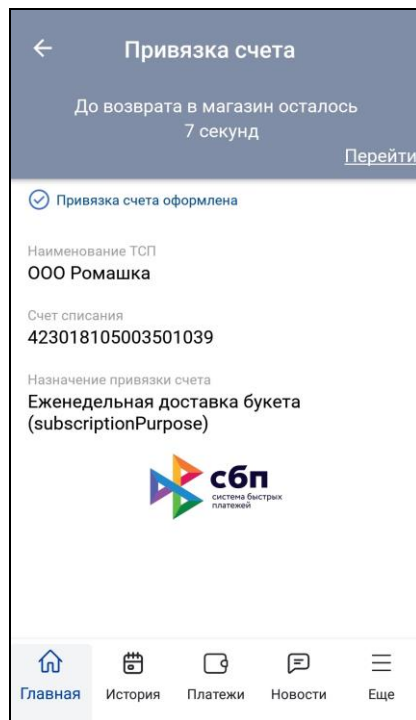 Привязка счета
До возврата в магазин осталось
7 секунд
Перейти
Привязка счета оформлена
Наименование ТСП
ООО Ромашка
Счет списания
423018105003501039
Назначение привязки счета
Еженедельная доставка букета
(subscriptionPurpose)
сбп
система быстрых
платежей
Главная
История
Платежи
Новости
Еще